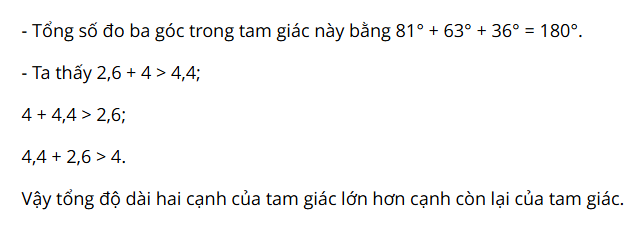 - Tổng số đo ba góc trong tam giác này bằng 81° + 63° + 36° = 180°.
- Ta thấy 2,6 + 4 > 4,4;
4 + 4,4 > 2,6;
4,4 + 2,6 > 4.
Vậy tổng độ dài hai cạnh của tam giác lớn hơn cạnh còn lại của tam giác.